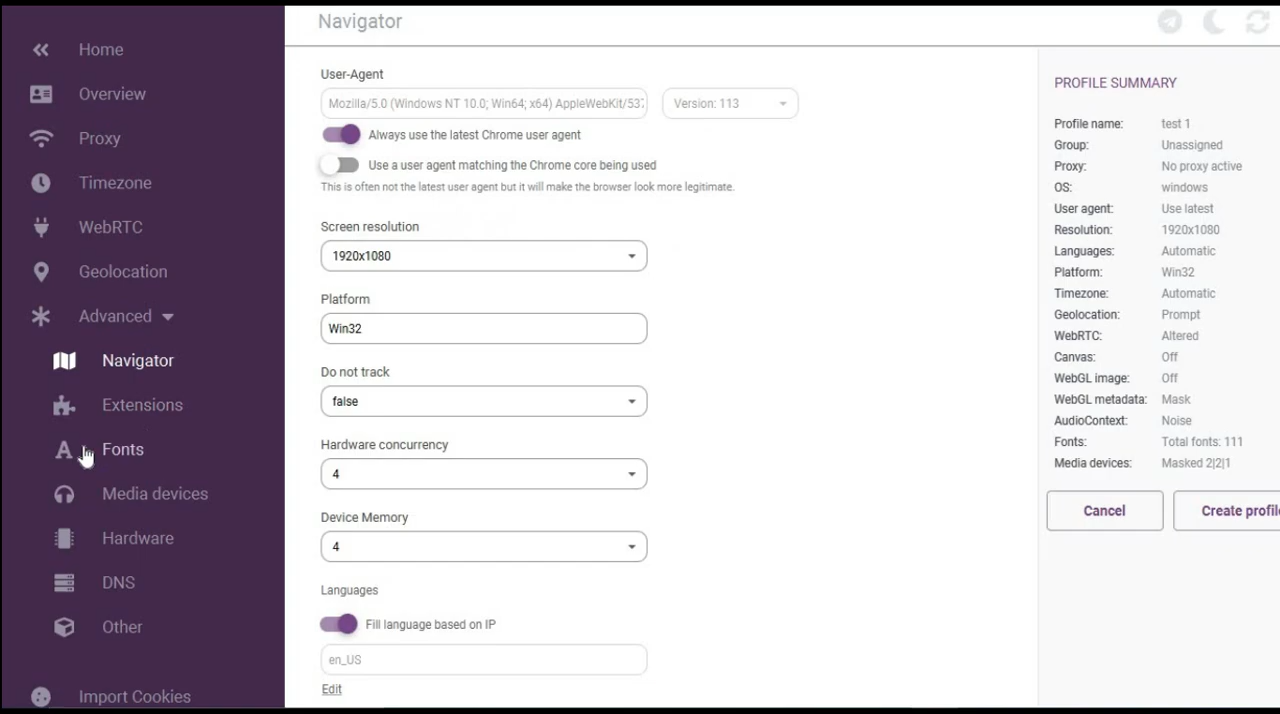 Home
Overview
Proxy
Timezone
WebRTC
Geolocation
Advanced
Navigator
Extensions
Fonts
Media devices
Hardware
DNS
Other
Import Cookies
Navigator
User-Agent
Mozilla/5.0 (Windows NT 10.0; Win64; x64) AppleWebKit/537
Version: 113
Always use the latest Chrome user agent
Use a user agent matching the Chrome core being used
This is often not the latest user agent but it will make the browser look more legitimate.
Screen resolution
1920x1080
Platform
Win32
Do not track
false
Hardware concurrency
4
Device Memory
4
Languages
Fill language based on IP
en_US
Edit
PROFILE SUMMARY
Profile name: test 1
Group: Unassigned
Proxy: No proxy active
OS: windows
User agent: Use latest
Resolution: 1920x1080
Languages: Automatic
Platform: Win32
Timezone: Automatic
Geolocation: Prompt
WebRTC: Altered
Canvas: Off
WebGL image: Off
WebGL metadata: Mask
AudioContext: Noise
Fonts: Total fonts: 111
Media devices: Masked 2|2|1
Cancel
Create profile